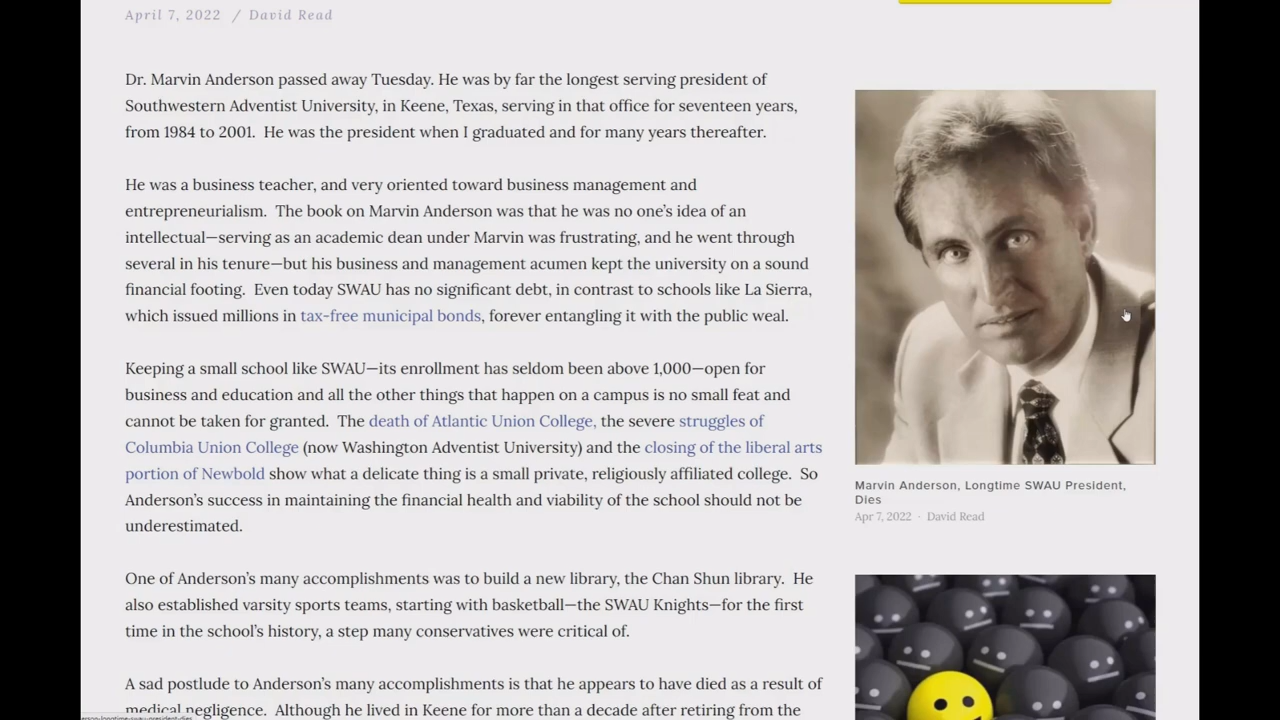 April 7, 2022 / David Read
Dr. Marvin Anderson passed away Tuesday. He was by far the longest serving president of
Southwestern Adventist University, in Keene, Texas, serving in that office for seventeen years,
from 1984 to 2001. He was the president when I graduated and for many years thereafter.
He was a business teacher, and very oriented toward business management and
entrepreneurialism. The book on Marvin Anderson was that he was no one’s idea of an
intellectual—serving as an academic dean under Marvin was frustrating, and he went through
several in his tenure—but his business and management acumen kept the university on a sound
financial footing. Even today SWAU has no significant debt, in contrast to schools like La Sierra,
which issued millions in tax-free municipal bonds, forever entangling it with the public weal.
Keeping a small school like SWAU—its enrollment has seldom been above 1,000—open for
business and education and all the other things that happen on a campus is no small feat and
cannot be taken for granted. The death of Atlantic Union College, the severe struggles of
Columbia Union College (now Washington Adventist University) and the closing of the liberal arts
portion of Newbold show what a delicate thing is a small private, religiously affiliated college. So
Anderson’s success in maintaining the financial health and viability of the school should not be
underestimated.
One of Anderson’s many accomplishments was to build a new library, the Chan Shun library. He
also established varsity sports teams, starting with basketball—the SWAU Knights—for the first
time in the school’s history, a step many conservatives were critical of.
A sad postlude to Anderson’s many accomplishments is that he appears to have died as a result of
medical negligence. Although he lived in Keene for more than a decade after retiring from the
Marvin Anderson, Longtime SWAU President,
Dies
Apr 7, 2022 · David Read